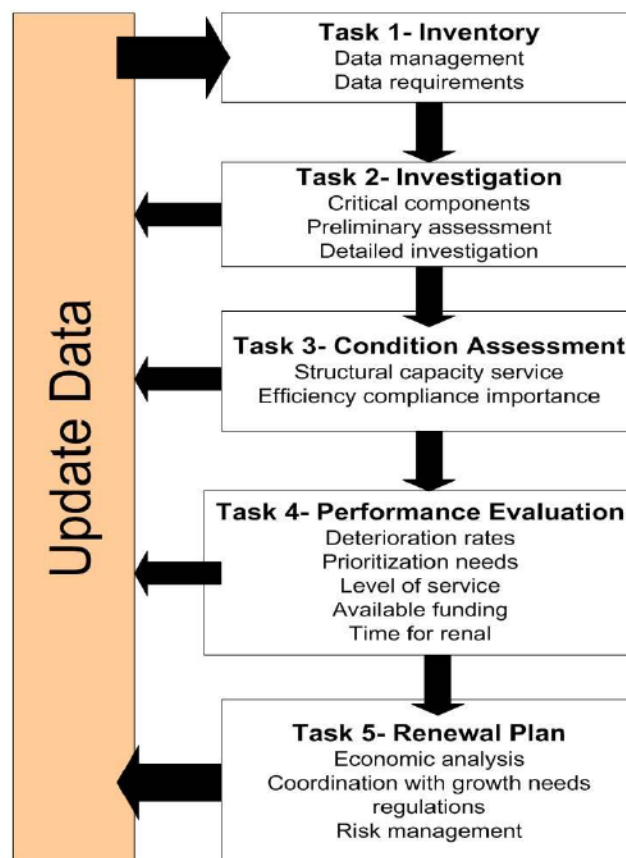 Update Data
Task 1- Inventory
Data management
Data requirements
Task 2- Investigation
Critical components
Preliminary assessment
Detailed investigation
Task 3- Condition Assessment
Structural capacity service
Efficiency compliance importance
Task 4- Performance Evaluation
Deterioration rates
Prioritization needs
Level of service
Available funding
Time for renal
Task 5- Renewal Plan
Economic analysis
Coordination with growth needs
regulations
Risk management